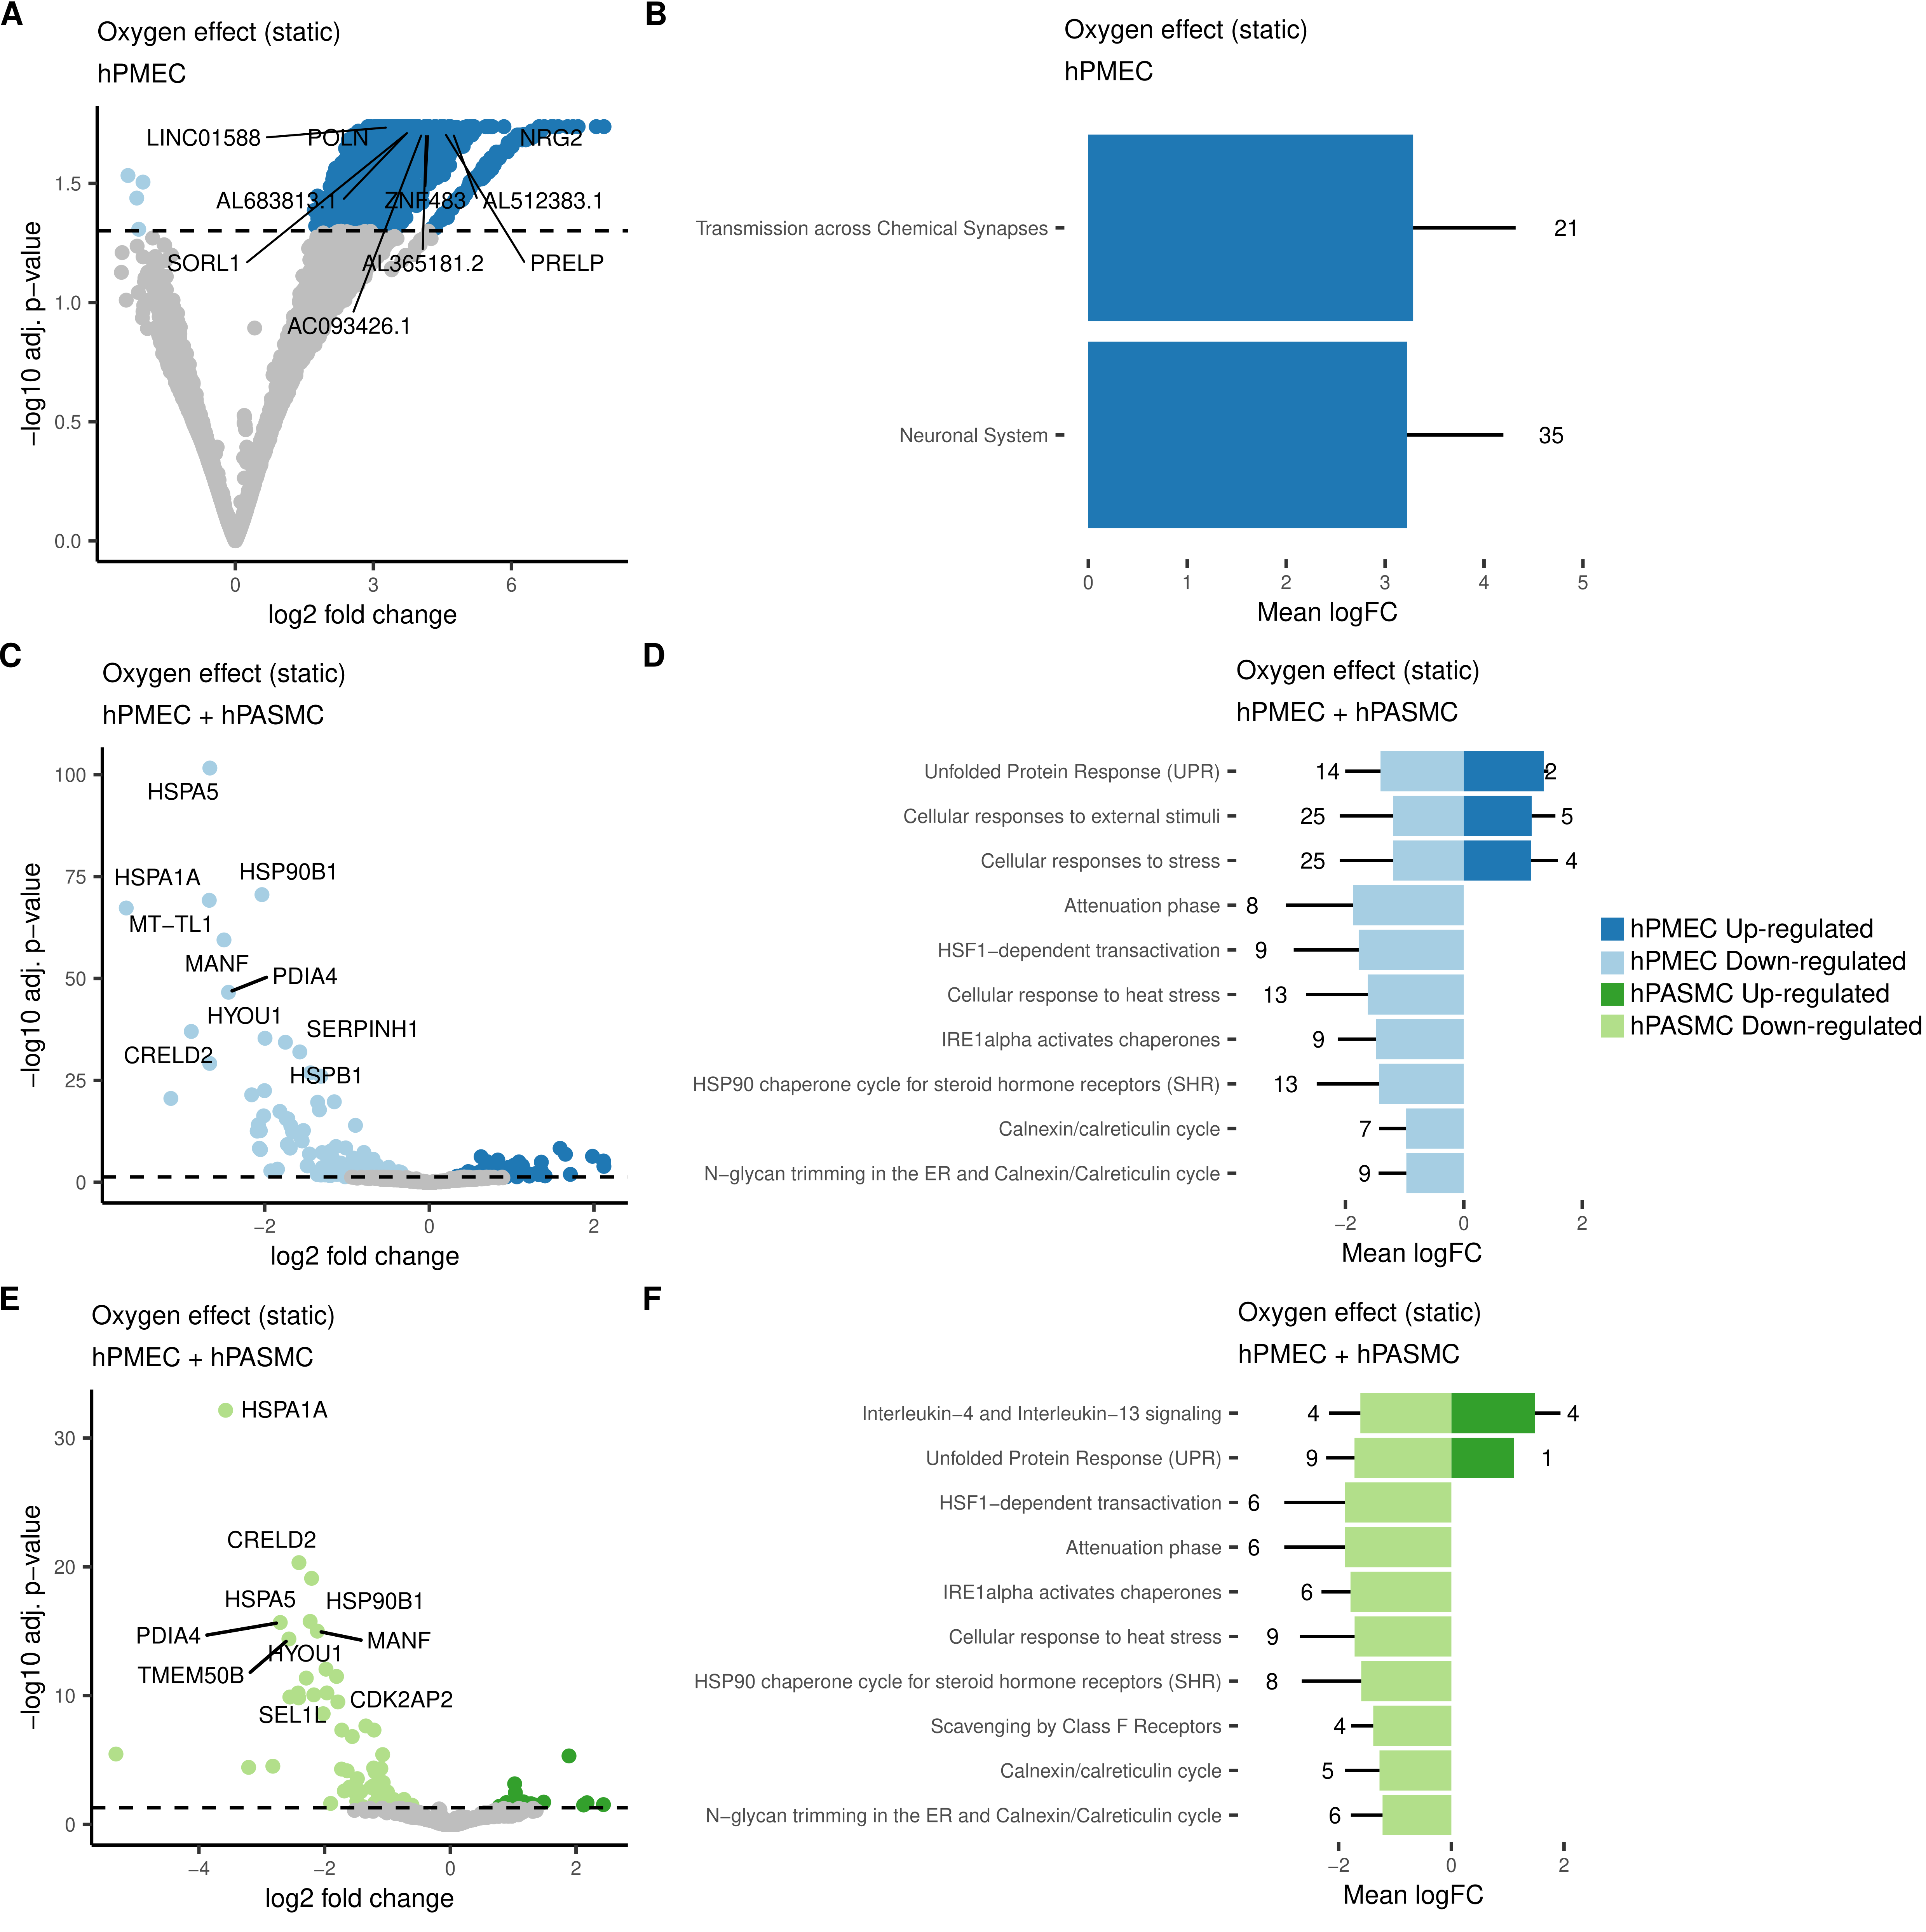 A
Oxygen effect (static)
hPMEC
LINC01588
POLN
NRG2
AL683813.1
ZNF483
AL512383.1
SORL1
AL365181.2
PRELP
AC093426.1
1.5
1.0
0.5
0.0
−log10 adj. p−value
0
3
6
log2 fold change
B
Oxygen effect (static)
hPMEC
Transmission across Chemical Synapses
21
Neuronal System
35
0
1
2
3
4
5
Mean logFC
C
Oxygen effect (static)
hPMEC + hPASMC
HSPA5
HSPA1A
HSP90B1
MT−TL1
MANF
PDIA4
HYOU1
SERPINH1
CRELD2
HSPB1
100
75
50
25
0
−log10 adj. p−value
−2
0
2
log2 fold change
D
Oxygen effect (static)
hPMEC + hPASMC
Unfolded Protein Response (UPR)
14
2
Cellular responses to external stimuli
25
5
Cellular responses to stress
25
4
Attenuation phase
8
HSF1−dependent transactivation
9
Cellular response to heat stress
13
IRE1alpha activates chaperones
9
HSP90 chaperone cycle for steroid hormone receptors (SHR)
13
Calnexin/calreticulin cycle
7
N−glycan trimming in the ER and Calnexin/Calreticulin cycle
9
−2
0
2
Mean logFC
hPMEC Up−regulated
hPMEC Down−regulated
hPASMC Up−regulated
hPASMC Down−regulated
E
Oxygen effect (static)
hPMEC + hPASMC
HSPA1A
CRELD2
HSPA5
HSP90B1
PDIA4
MANF
HYOU1
TMEM50B
CDK2AP2
SEL1L
30
20
10
0
−log10 adj. p−value
−4
−2
0
2
log2 fold change
F
Oxygen effect (static)
hPMEC + hPASMC
Interleukin−4 and Interleukin−13 signaling
4
4
Unfolded Protein Response (UPR)
9
1
HSF1−dependent transactivation
6
Attenuation phase
6
IRE1alpha activates chaperones
6
Cellular response to heat stress
9
HSP90 chaperone cycle for steroid hormone receptors (SHR)
8
Scavenging by Class F Receptors
4
Calnexin/calreticulin cycle
5
N−glycan trimming in the ER and Calnexin/Calreticulin cycle
6
−2
0
2
Mean logFC